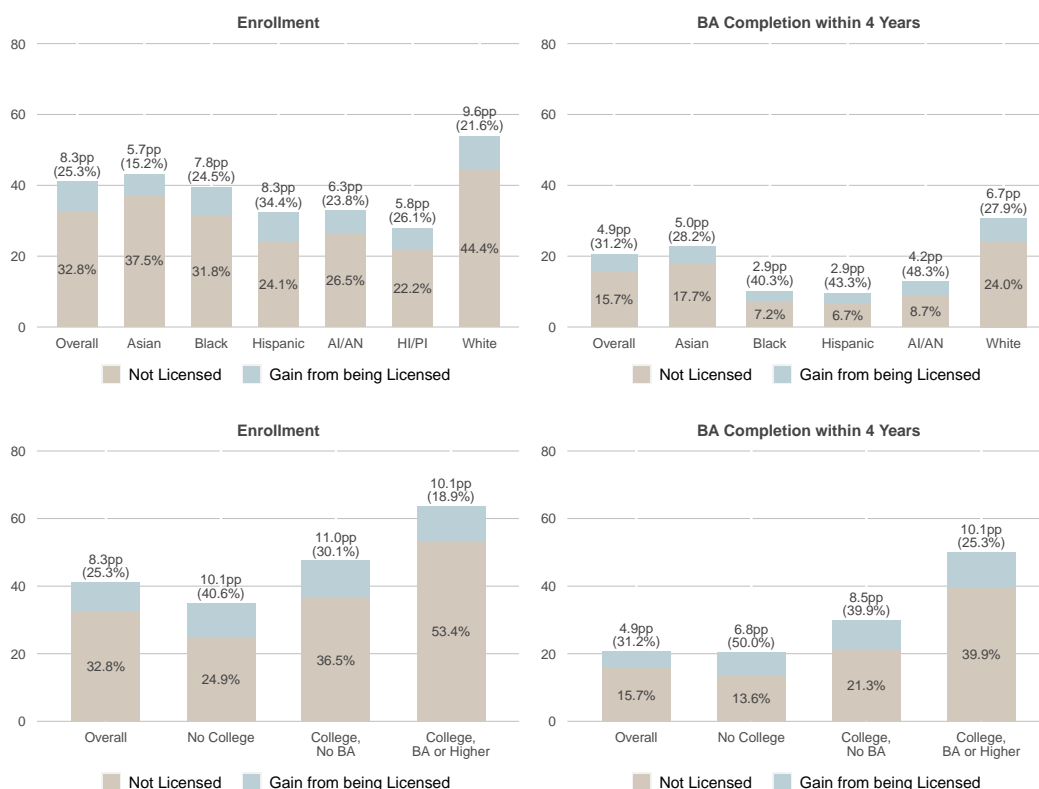 Enrollment
80
60
40
20
0
8.3pp
(25.3%)
32.8%
5.7pp
(15.2%)
37.5%
7.8pp
(24.5%)
31.8%
8.3pp
(34.4%)
24.1%
6.3pp
(23.8%)
26.5%
5.8pp
(26.1%)
22.2%
9.6pp
(21.6%)
44.4%
Overall Asian Black Hispanic AI/AN HI/PI White
Not Licensed Gain from being Licensed
BA Completion within 4 Years
80
60
40
20
0
4.9pp
(31.2%)
15.7%
5.0pp
(28.2%)
17.7%
2.9pp
(40.3%)
7.2%
2.9pp
(43.3%)
6.7%
4.2pp
(48.3%)
8.7%
6.7pp
(27.9%)
24.0%
Overall Asian Black Hispanic AI/AN White
Not Licensed Gain from being Licensed
Enrollment
80
60
40
20
0
8.3pp
(25.3%)
32.8%
10.1pp
(40.6%)
24.9%
11.0pp
(30.1%)
36.5%
10.1pp
(18.9%)
53.4%
Overall No College College, College,
No BA BA or Higher
Not Licensed Gain from being Licensed
BA Completion within 4 Years
80
60
40
20
0
4.9pp
(31.2%)
15.7%
6.8pp
(50.0%)
13.6%
8.5pp
(39.9%)
21.3%
10.1pp
(25.3%)
39.9%
Overall No College College, College,
No BA BA or Higher
Not Licensed Gain from being Licensed